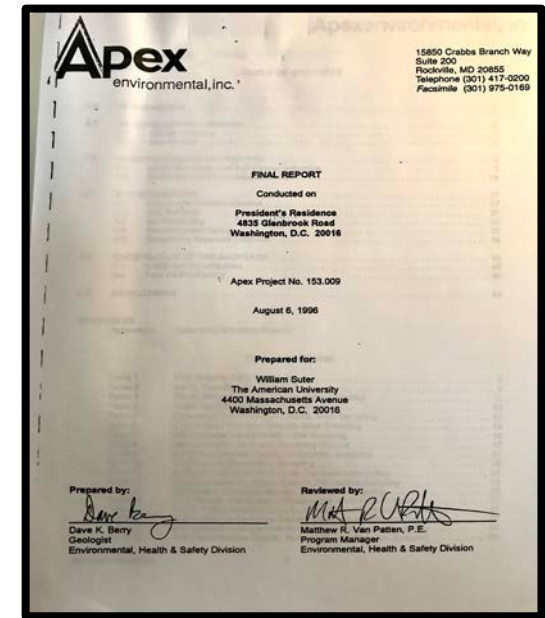 Apex
environmental, inc.
15850 Crabbs Branch Way
Suite 200
Rockville, MD 20855
Telephone (301) 417-0200
Facsimile (301) 975-0169
FINAL REPORT
Conducted on
President's Residence
4835 Glenbrook Road
Washington, D.C. 20016
Apex Project No. 153.009
August 6, 1996
Prepared for:
William Suter
The American University
4400 Massachusetts Avenue
Washington, D.C. 20016
Prepared by:
Dave K. Berry
Geologist
Environmental, Health & Safety Division
Reviewed by:
Matthew R. Van Patten, P.E.
Program Manager
Environmental, Health & Safety Division